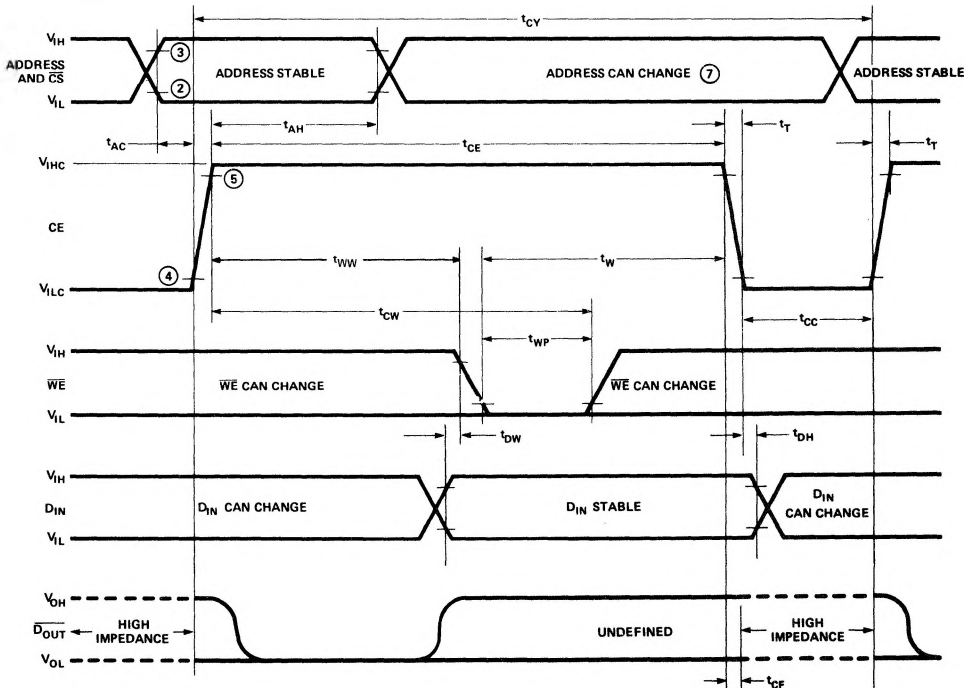 tCY
VIH
ADDRESS AND CS
VIL
③
②
ADDRESS STABLE
ADDRESS CAN CHANGE ⑦
ADDRESS STABLE
tAC
tAH
tCE
tT
tT
VIHC
CE
VILC
⑤
④
tWW
tW
tCW
tWP
tCC
VIH
WE
VIL
WE CAN CHANGE
WE CAN CHANGE
tDW
tDH
VIH
DIN
VIL
DIN CAN CHANGE
DIN STABLE
DIN
CAN CHANGE
VOH
DOUT
VOL
HIGH
IMPEDANCE
UNDEFINED
HIGH
IMPEDANCE
tCF